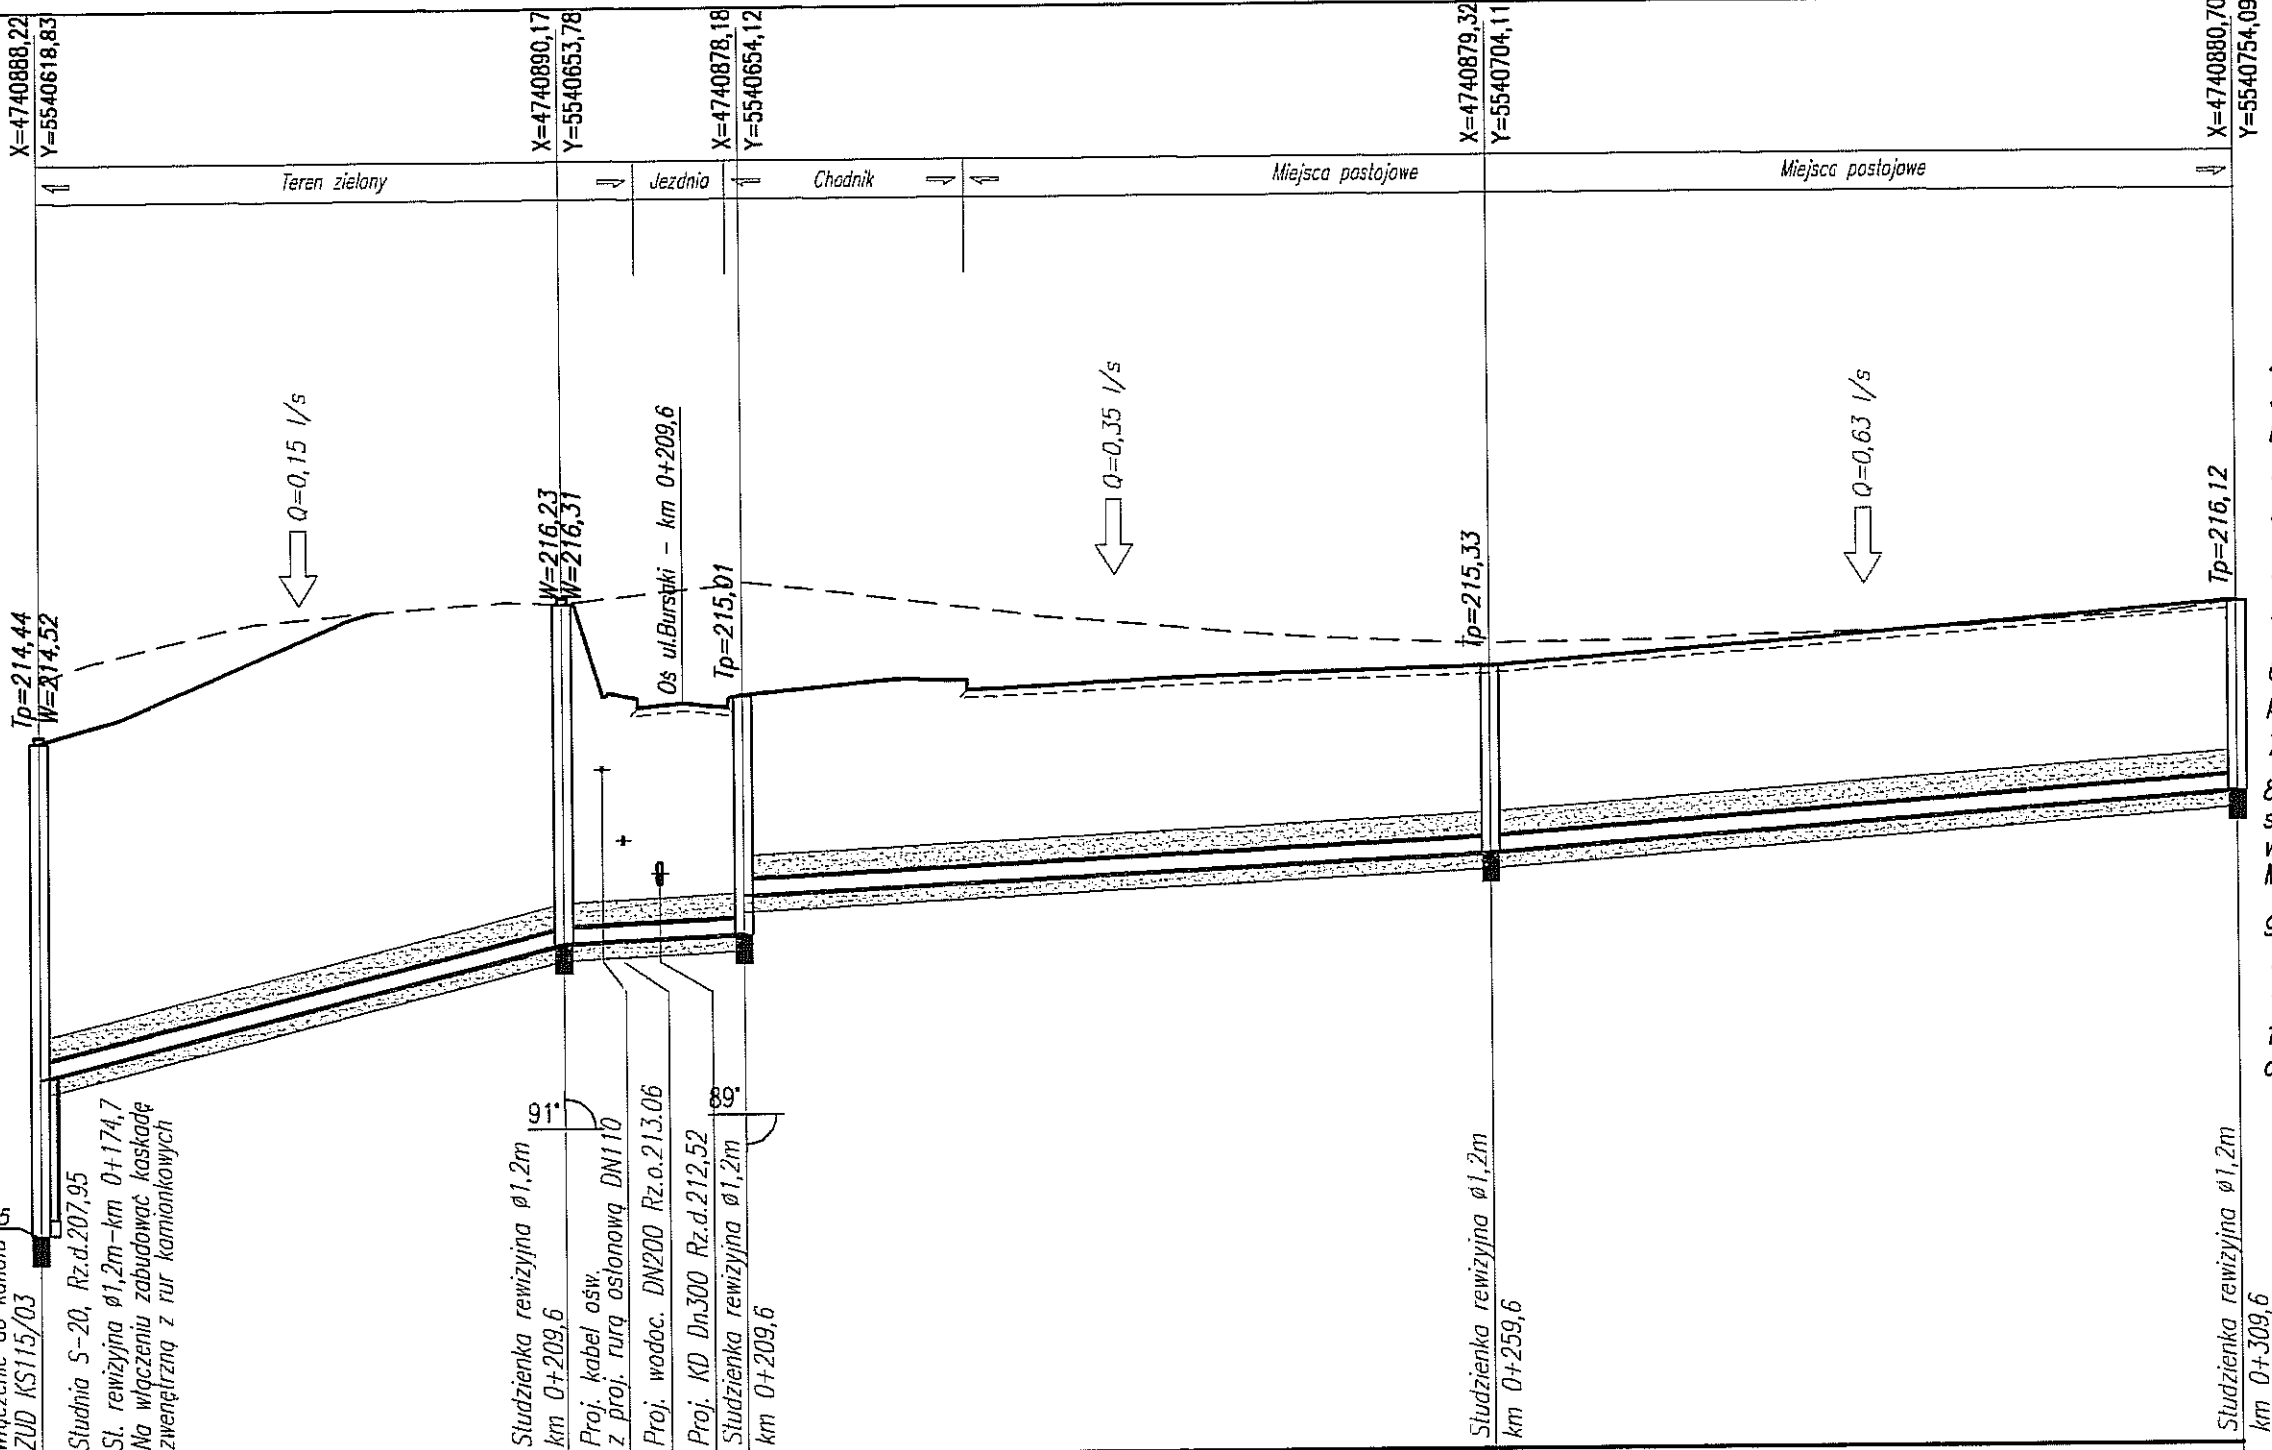 X=4740888,22
Y=5540618,83
X=4740890,17
Y=5540653,78
X=4740878,18
Y=5540654,12
X=4740879,32
Y=5540704,11
X=4740880,70
Y=5540754,09
Teren zielony
Jezdnia
Chodnik
Miejsca postojowe
Miejsca postojowe
Q=0,15 l/s
Q=0,35 l/s
Q=0,63 l/s
Tp=214,44
W=214,52
W=216,23
W=216,31
Oś ul.Burszki - km 0+209,6
Tp=215,01
Tp=215,33
Tp=216,12
ZUD KS115/03
Studnia S-20, Rz.d.207,95
St. rewizyjna ø1,2m-km 0+174,7
Na włączeniu zabudować kaskadę
zwenętrzną z rur kamionkowych
91°
Studzienka rewizyjna ø1,2m
km 0+209,6
Proj. kabel ośw.
z proj. rurą osłonową DN110
Proj. wodoc. DN200 Rz.o.213.06
Proj. KD Dn300 Rz.d.212,52
89°
Studzienka rewizyjna ø1,2m
km 0+209,6
Studzienka rewizyjna ø1,2m
km 0+259,6
Studzienka rewizyjna ø1,2m
km 0+309,6